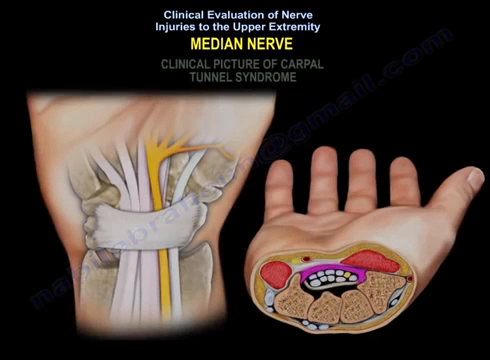 Clinical Evaluation of Nerve
Injuries to the Upper Extremity
MEDIAN NERVE
CLINICAL PICTURE OF CARPAL
TUNNEL SYNDROME